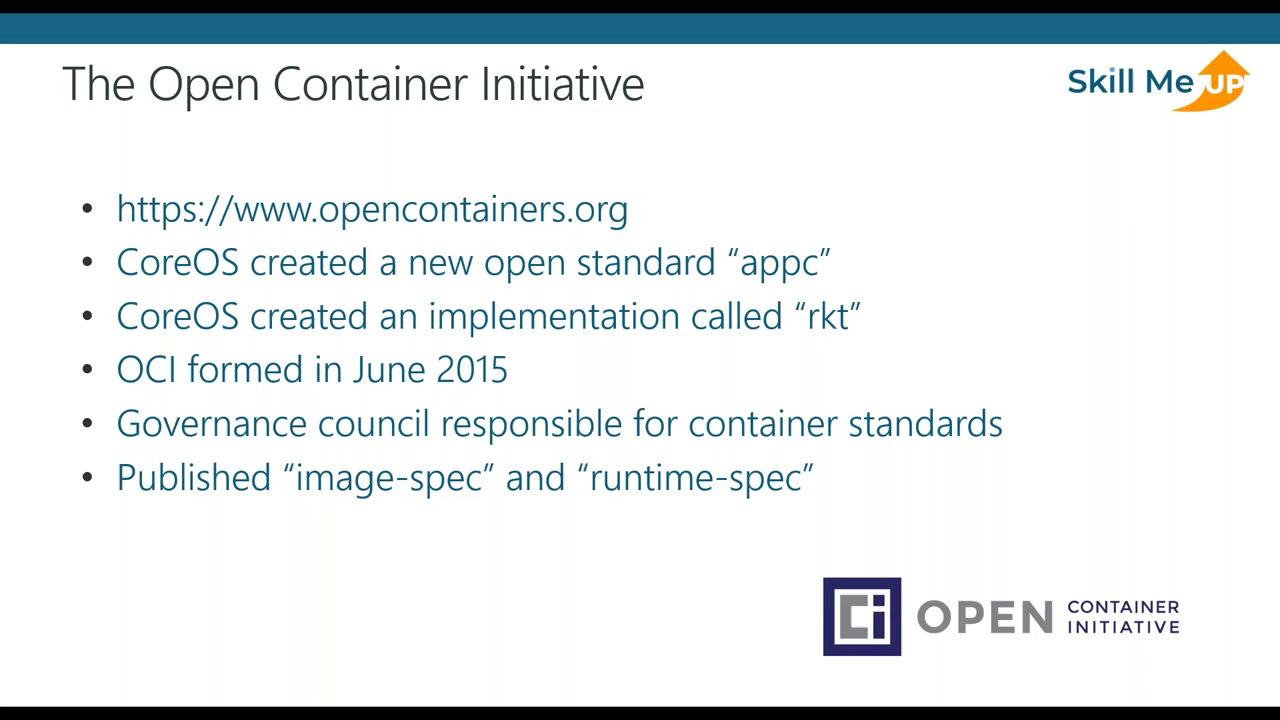 The Open Container Initiative
Skill Me UP
• https://www.opencontainers.org
• CoreOS created a new open standard “appc”
• CoreOS created an implementation called “rkt”
• OCI formed in June 2015
• Governance council responsible for container standards
• Published “image-spec” and “runtime-spec”
Ci OPEN CONTAINER
INITIATIVE